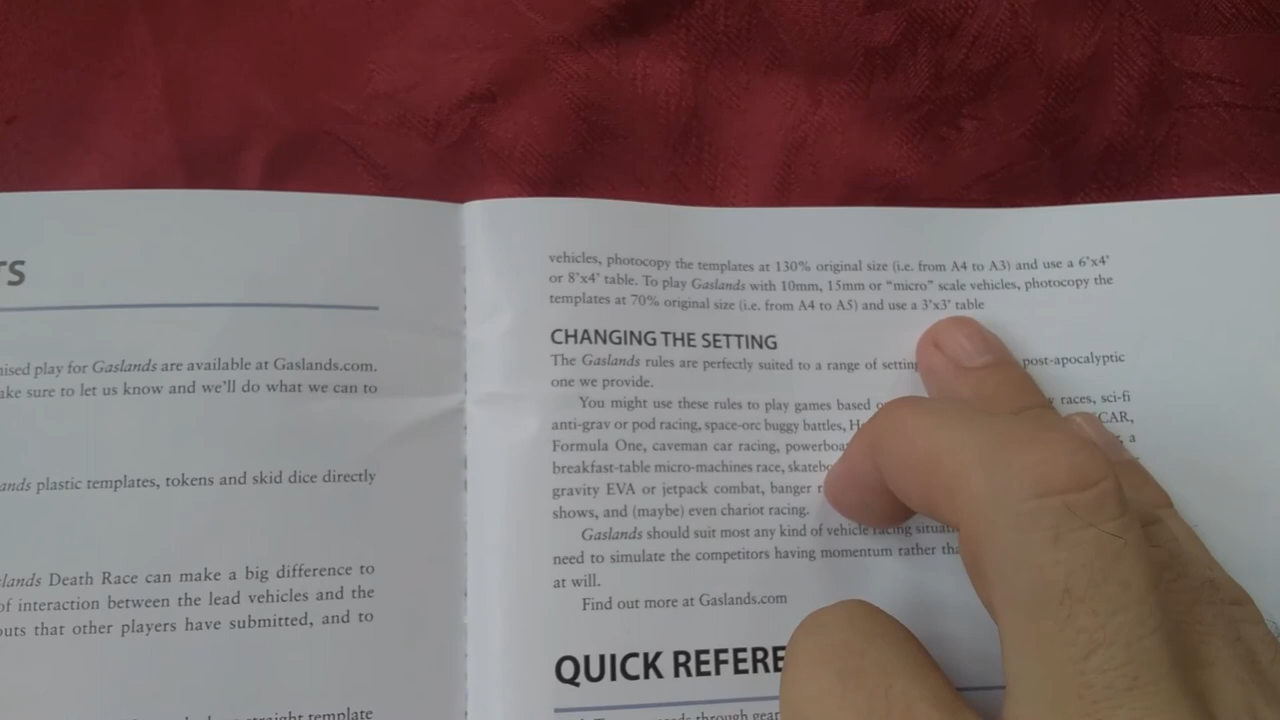 TS
nised play for Gaslands are available at Gaslands.com.
ake sure to let us know and we'll do what we can to
ands plastic templates, tokens and skid dice directly
slands Death Race can make a big difference to
of interaction between the lead vehicles and the
outs that other players have submitted, and to
straight template
vehicles, photocopy the templates at 130% original size (i.e. from A4 to A3) and use a 6'x4'
or 8'x4' table. To play Gaslands with 10mm, 15mm or "micro" scale vehicles, photocopy the
templates at 70% original size (i.e. from A4 to A5) and use a 3'x3' table
CHANGING THE SETTING
The Gaslands rules are perfectly suited to a range of setting post-apocalyptic
one we provide.
You might use these rules to play games based races, sci-fi
anti-grav or pod racing, space-orc buggy battles, CAR,
Formula One, caveman car racing, a
breakfast-table micro-machines race,
gravity EVA or jetpack combat, banger
shows, and (maybe) even chariot racing.
Gaslands should suit most any kind of vehicle racing
need to simulate the competitors having momentum rather
at will.
Find out more at Gaslands.com
QUICK REFERE
through gear